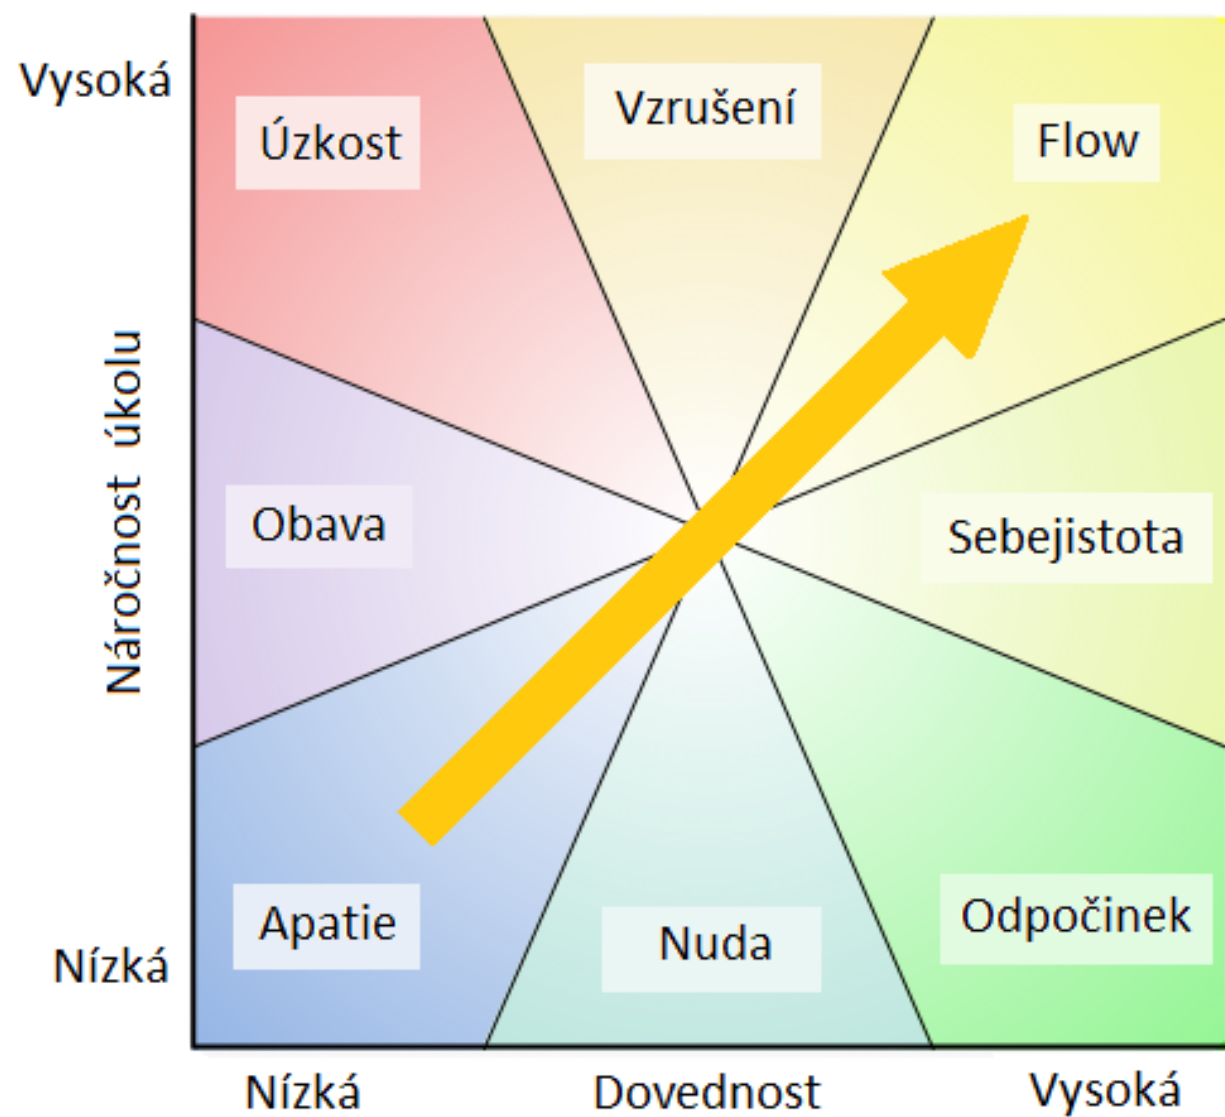 Vysoká
Úzkost
Vzrušení
Flow
Náročnost úkolu
Obava
Sebejistota
Apatie
Nuda
Odpočinek
Nízká
Nízká
Dovednost
Vysoká